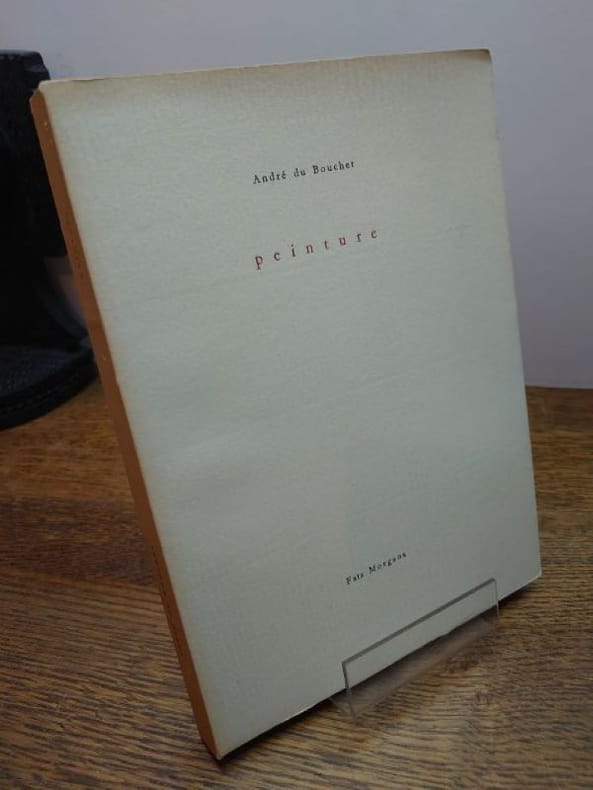 André du Bouchet
peinture
Fata Morgana